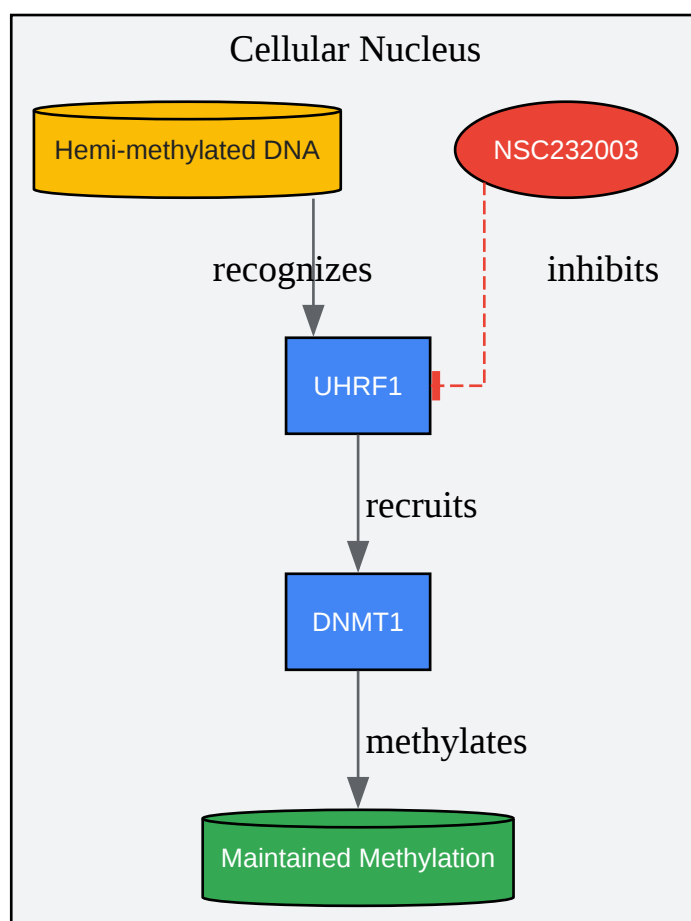 Cellular Nucleus
Hemi-methylated DNA
NSC232003
recognizes
inhibits
UHRF1
recruits
DNMT1
methylates
Maintained Methylation